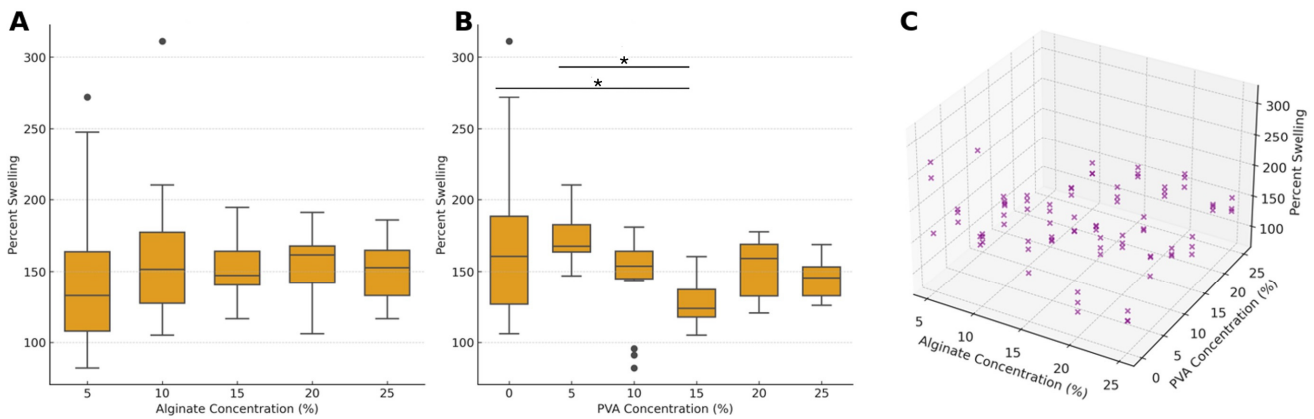 A
Percent Swelling
300
250
200
150
100
5 10 15 20 25
Alginate Concentration (%)
B
Percent Swelling
300
250
200
150
100
*
*
0 5 10 15 20 25
PVA Concentration (%)
C
300
250
200
150
100
Percent Swelling
5 10 15 20 25
Alginate Concentration (%)
0 5 10 15 20 25
PVA Concentration (%)